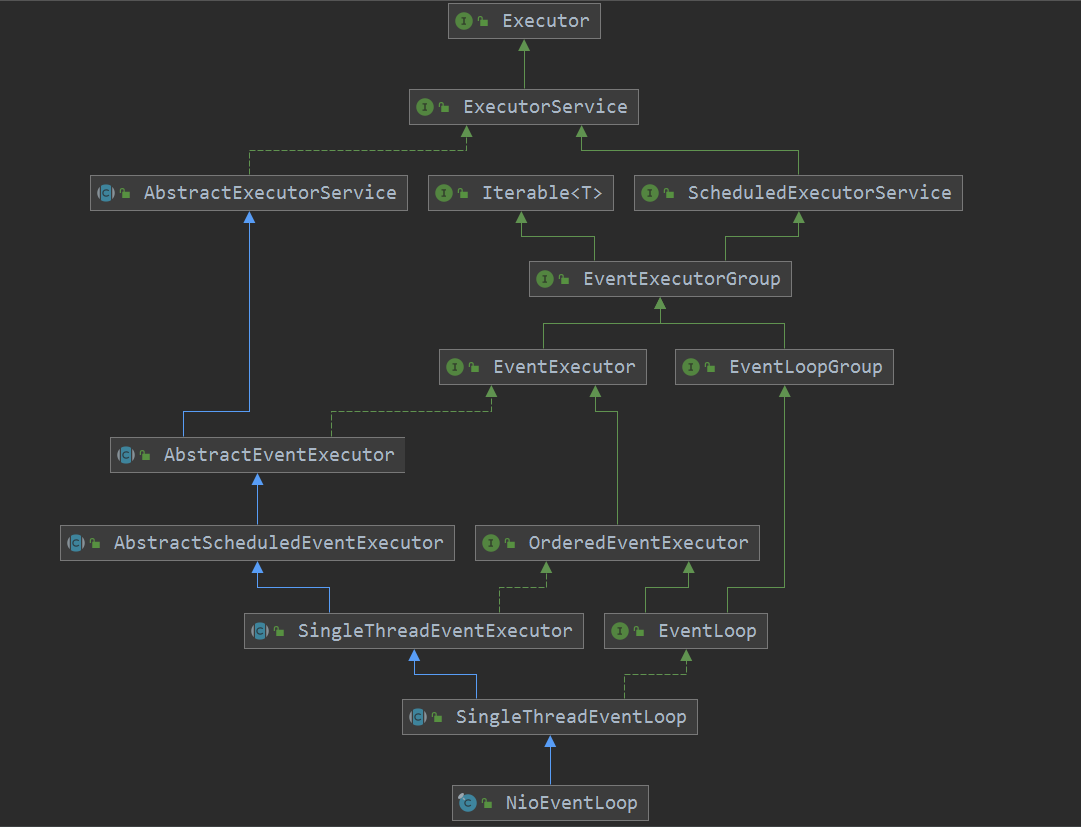 Executor
ExecutorService
AbstractExecutorService
Iterable<T>
ScheduledExecutorService
EventExecutorGroup
EventExecutor
EventLoopGroup
AbstractEventExecutor
AbstractScheduledEventExecutor
OrderedEventExecutor
SingleThreadEventExecutor
EventLoop
SingleThreadEventLoop
NioEventLoop